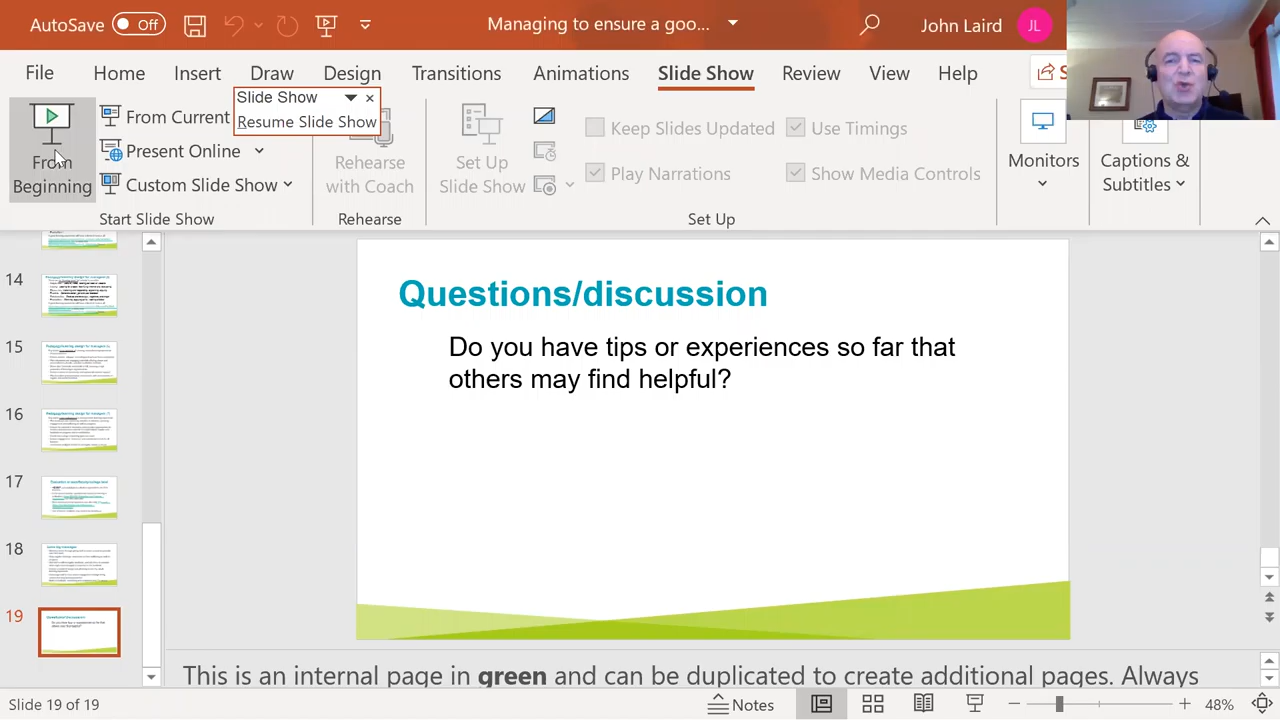 AutoSave Off Managing to ensure a goo... John Laird JL
File Home Insert Draw Design Transitions Animations Slide Show Review View Help S
Slide Show
Resume Slide Show
From Beginning
From Current
Present Online
Custom Slide Show
Start Slide Show
Rehearse
with Coach
Rehearse
Set Up
Slide Show
Keep Slides Updated
Play Narrations
Use Timings
Show Media Controls
Set Up
Monitors
Captions &
Subtitles
14
15
16
17
18
19
Questions/discussion
Do you have tips or experiences so far that
others may find helpful?
This is an internal page in green and can be duplicated to create additional pages. Always
Slide 19 of 19 Notes 48%